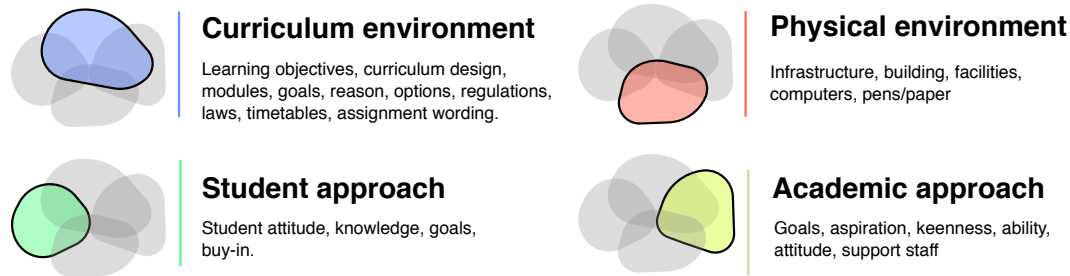 Curriculum environment
Learning objectives, curriculum design,
modules, goals, reason, options, regulations,
laws, timetables, assignment wording.
Physical environment
Infrastructure, building, facilities,
computers, pens/paper
Student approach
Student attitude, knowledge, goals,
buy-in.
Academic approach
Goals, aspiration, keenness, ability,
attitude, support staff